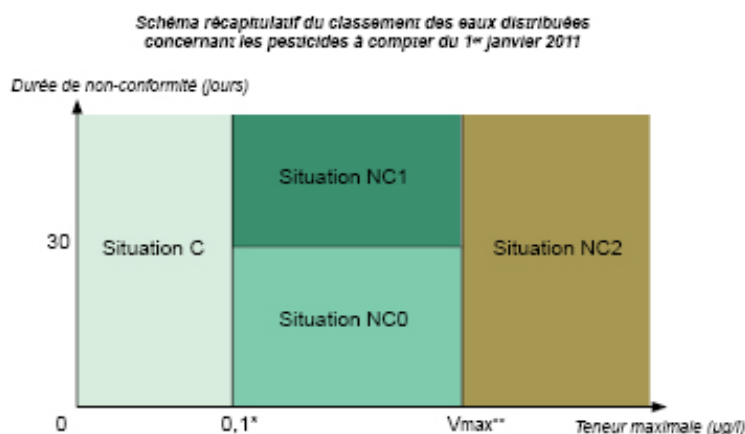 Schéma récapitulatif du classement des eaux distribuées
concernant les pesticides à compter du 1er janvier 2011
Durée de non-conformité (jours)
Situation NC1
30
Situation C
Situation NC2
Situation NC0
0
0,1*
Vmax**
Teneur maximale (µg/l)